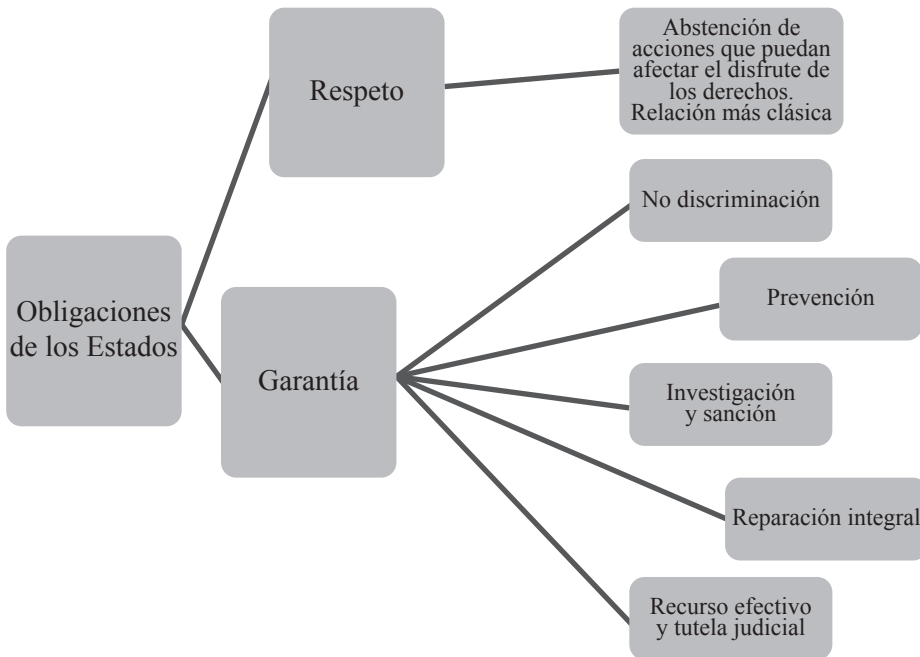 Obligaciones
de los Estados
Respeto
Abstención de
acciones que puedan
afectar el disfrute de
los derechos.
Relación más clásica
Garantía
No discriminación
Prevención
Investigación
y sanción
Reparación integral
Recurso efectivo
y tutela judicial